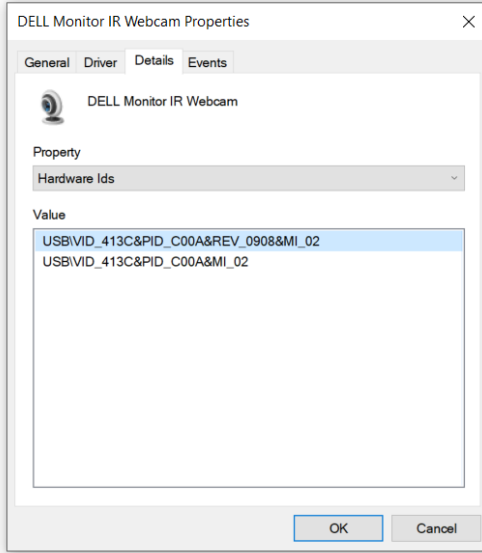 DELL Monitor IR Webcam Properties
General Driver Details Events
DELL Monitor IR Webcam
Property
Hardware Ids
Value
USB\VID_413C&PID_C00A&REV_0908&MI_02
USB\VID_413C&PID_C00A&MI_02
OK Cancel